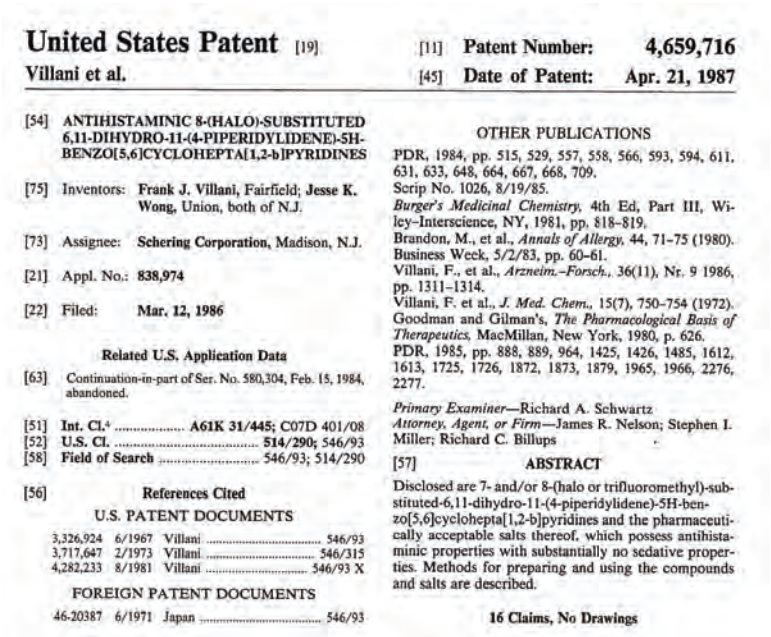 United States Patent [19]
Villani et al.
[11] Patent Number: 4,659,716
[45] Date of Patent: Apr. 21, 1987
[54] ANTIHISTAMINIC 8-(HALO)-SUBSTITUTED
6,11-DIHYDRO-11-(4-PIPERIDYLIDENE)-5H-
BENZO[5,6]CYCLOHEPTA[1,2-b]PYRIDINES
[75] Inventors: Frank J. Villani, Fairfield; Jesse K.
Wong, Union, both of N.J.
[73] Assignee: Schering Corporation, Madison, N.J.
[21] Appl. No.: 838,974
[22] Filed: Mar. 12, 1986
Related U.S. Application Data
[63] Continuation-in-part of Ser. No. 580,304, Feb. 15, 1984,
abandoned.
[51] Int. Cl.⁴ .................... A61K 31/445; C07D 401/08
[52] U.S. Cl. ........................................ 514/290; 546/93
[58] Field of Search ............................ 546/93; 514/290
[56] References Cited
U.S. PATENT DOCUMENTS
3,326,924 6/1967 Villani ................................ 546/93
3,717,647 2/1973 Villani ............................... 546/315
4,282,233 8/1981 Villani ............................. 546/93 X
FOREIGN PATENT DOCUMENTS
46-20387 6/1971 Japan .................................. 546/93
OTHER PUBLICATIONS
PDR, 1984, pp. 515, 529, 557, 558, 566, 593, 594, 611,
631, 633, 648, 664, 667, 668, 709.
Scrip No. 1026, 8/19/85.
Burger's Medicinal Chemistry, 4th Ed, Part III, Wi-
ley-Interscience, NY, 1981, pp. 818-819.
Brandon, M., et al., Annals of Allergy, 44, 71-75 (1980).
Business Week, 5/2/83, pp. 60-61.
Villani, F., et al., Arzneim.-Forsch., 36(11), Nr. 9 1986,
pp. 1311-1314.
Villani, F. et al., J. Med. Chem., 15(7), 750-754 (1972).
Goodman and Gilman's, The Pharmacological Basis of
Therapeutics, MacMillan, New York, 1980, p. 626.
PDR, 1985, pp. 888, 889, 964, 1425, 1426, 1485, 1612,
1613, 1725, 1726, 1872, 1873, 1879, 1965, 1966, 2276,
2277.
Primary Examiner—Richard A. Schwartz
Attorney, Agent, or Firm—James R. Nelson; Stephen I.
Miller; Richard C. Billups
[57] ABSTRACT
Disclosed are 7- and/or 8-(halo or trifluoromethyl)-sub-
stituted-6,11-dihydro-11-(4-piperidylidene)-5H-ben-
zo[5,6]cyclohepta[1,2-b]pyridines and the pharmaceuti-
cally acceptable salts thereof, which possess antihista-
minic properties with substantially no sedative proper-
ties. Methods for preparing and using the compounds
and salts are described.
16 Claims, No Drawings